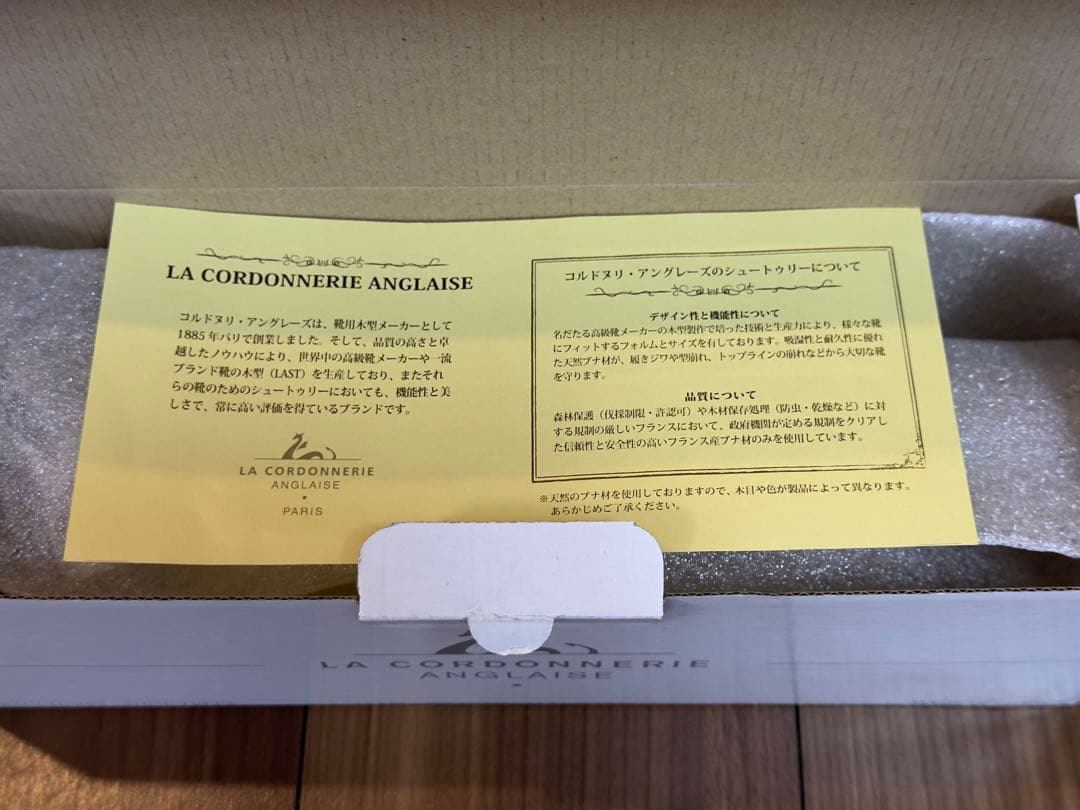 LA CORDONNERIE ANGLAISE
コルドヌリ・アングレーズは、靴用木型メーカーとして
1885年パリで創業しました。そして、品質の高さと卓
越したノウハウにより、世界中の高級靴メーカーや一流
ブランド靴の木型（LAST）を生産しており、またそれ
らの靴のためのシュートゥリーにおいても、機能性と美
しさで、常に高い評価を得ているブランドです。
LA CORDONNERIE
ANGLAISE
PARIS
コルドヌリ・アングレーズのシュートゥリーについて
デザイン性と機能性について
名だたる高級靴メーカーの木型製作で培った技術と生産力により、様々な靴
にフィットするフォルムとサイズを有しております。吸湿性と耐久性に優れ
た天然ブナ材が、履きジワや型崩れ、トップラインの崩れなどから大切な靴
を守ります。
品質について
森林保護（伐採制限・許認可）や木材保存処理（防虫・乾燥など）に対
する規制の厳しいフランスにおいて、政府機関が定める規制をクリアし
た信頼性と安全性の高いフランス産ブナ材のみを使用しています。
※天然のブナ材を使用しておりますので、木目や色が製品によって異なります。
あらかじめご了承ください。
LA CORDONNERIE
ANGLAISE